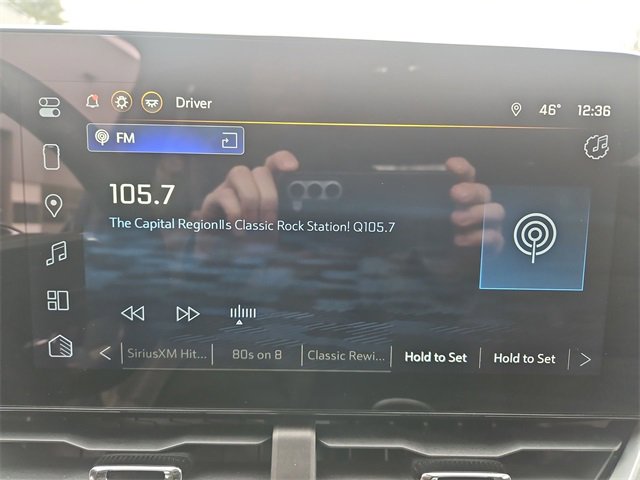 Driver
46° 12:36
FM
105.7
The Capital RegionIls Classic Rock Station! Q105.7
SiriusXM Hit... 80s on 8 Classic Rewi... Hold to Set Hold to Set